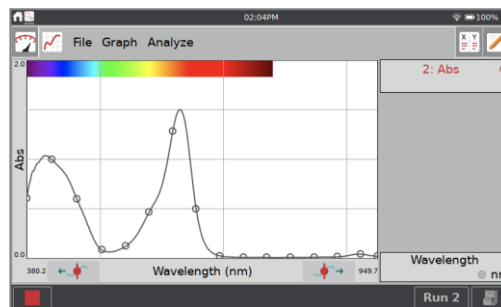 02:04PM
100%
File Graph Analyze
X Y
2.0
2: Abs
Abs
0.0
Wavelength
380.2
Wavelength (nm)
949.7
Run 2